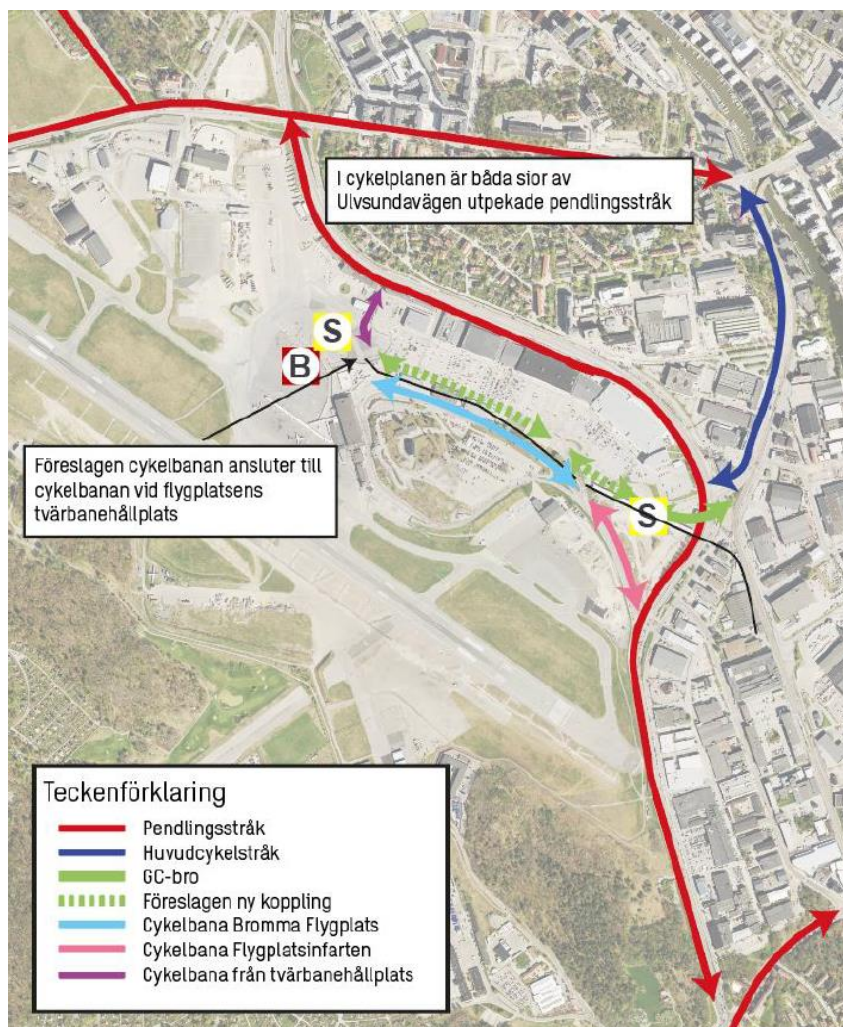 I cykelplanen är båda sior av
Ulvsundavägen utpekade pendlingsstråk
S
B
Föreslagen cykelbanan ansluter till
cykelbanan vid flygplatsens
tvärbanehållplats
S
Teckenförklaring
Pendlingsstråk
Huvudcykelstråk
GC-bro
Föreslagen ny koppling
Cykelbana Bromma Flygplats
Cykelbana Flygplatsinfarten
Cykelbana från tvärbanehållplats